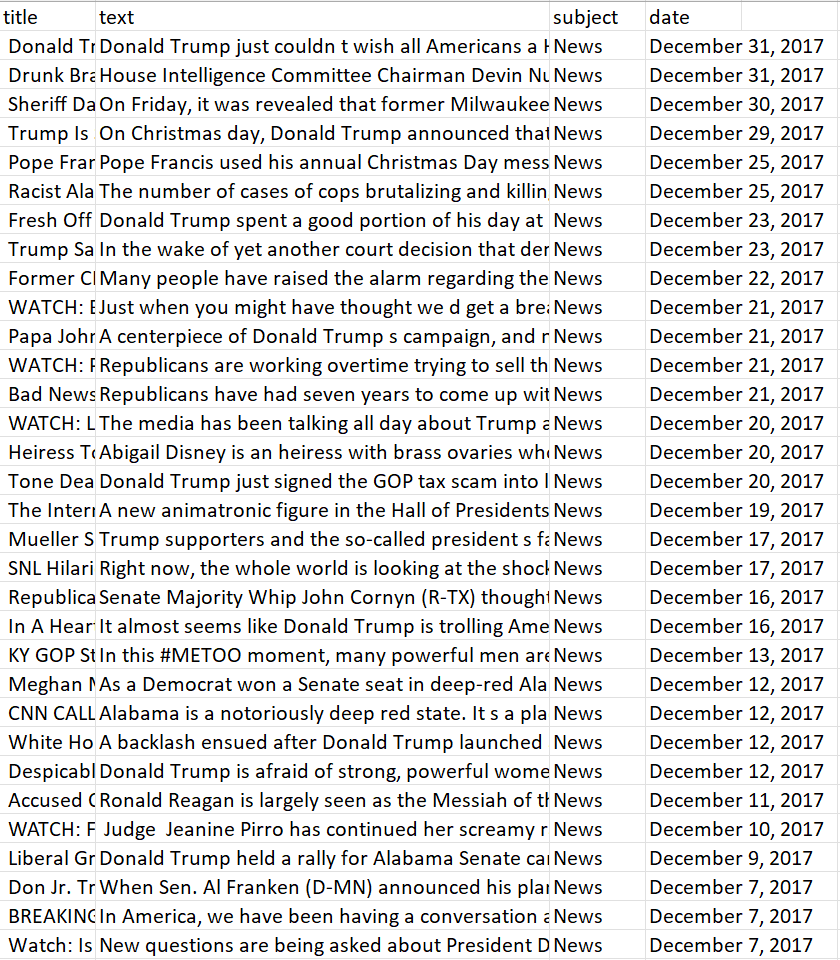 title text subject date
Donald Tr Donald Trump just couldn t wish all Americans a H News December 31, 2017
Drunk Bra House Intelligence Committee Chairman Devin Nu News December 31, 2017
Sheriff Da On Friday, it was revealed that former Milwaukee News December 30, 2017
Trump Is On Christmas day, Donald Trump announced that News December 29, 2017
Pope Fran Pope Francis used his annual Christmas Day mess News December 25, 2017
Racist Ala The number of cases of cops brutalizing and killin News December 25, 2017
Fresh Off Donald Trump spent a good portion of his day at News December 23, 2017
Trump Sa In the wake of yet another court decision that der News December 23, 2017
Former CI Many people have raised the alarm regarding the News December 22, 2017
WATCH: Just when you might have thought we d get a brea News December 21, 2017
Papa John A centerpiece of Donald Trump s campaign, and News December 21, 2017
WATCH: Republicans are working overtime trying to sell th News December 21, 2017
Bad News Republicans have had seven years to come up wit News December 21, 2017
WATCH: L The media has been talking all day about Trump a News December 20, 2017
Heiress To Abigail Disney is an heiress with brass ovaries who News December 20, 2017
Tone Dea Donald Trump just signed the GOP tax scam into l News December 20, 2017
The Intern A new animatronic figure in the Hall of Presidents News December 19, 2017
Mueller S Trump supporters and the so-called president s fa News December 17, 2017
SNL Hilari Right now, the whole world is looking at the shock News December 17, 2017
Republica Senate Majority Whip John Cornyn (R-TX) thought News December 16, 2017
In A Hear It almost seems like Donald Trump is trolling Ame News December 16, 2017
KY GOP St In this #METOO moment, many powerful men are News December 13, 2017
Meghan M As a Democrat won a Senate seat in deep-red Ala News December 12, 2017
CNN CALL Alabama is a notoriously deep red state. It s a pla News December 12, 2017
White Ho A backlash ensued after Donald Trump launched News December 12, 2017
Despicabl Donald Trump is afraid of strong, powerful wome News December 12, 2017
Accused C Ronald Reagan is largely seen as the Messiah of th News December 11, 2017
WATCH: F Judge Jeanine Pirro has continued her screamy r News December 10, 2017
Liberal Gr Donald Trump held a rally for Alabama Senate can News December 9, 2017
Don Jr. Tr When Sen. Al Franken (D-MN) announced his plan News December 7, 2017
BREAKING In America, we have been having a conversation a News December 7, 2017
Watch: Is New questions are being asked about President D News December 7, 2017